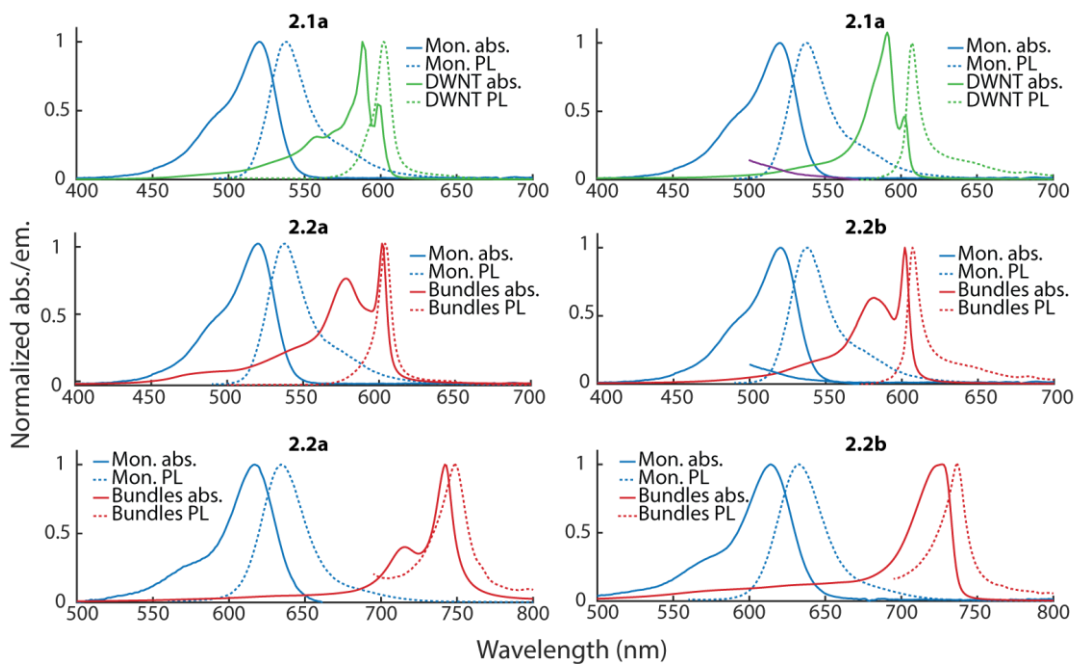 Normalized abs./em.
2.1a
1
0.5
0
400 450 500 550 600 650 700
Mon. abs.
Mon. PL
DWNT abs.
DWNT PL
2.1a
1
0.5
0
400 450 500 550 600 650 700
Mon. abs.
Mon. PL
DWNT abs.
DWNT PL
2.2a
1
0.5
0
400 450 500 550 600 650 700
Mon. abs.
Mon. PL
Bundles abs.
Bundles PL
2.2b
1
0.5
0
400 450 500 550 600 650 700
Mon. abs.
Mon. PL
Bundles abs.
Bundles PL
2.2a
1
0.5
0
500 550 600 650 700 750 800
Mon. abs.
Mon. PL
Bundles abs.
Bundles PL
2.2b
1
0.5
0
500 550 600 650 700 750 800
Mon. abs.
Mon. PL
Bundles abs.
Bundles PL
Wavelength (nm)